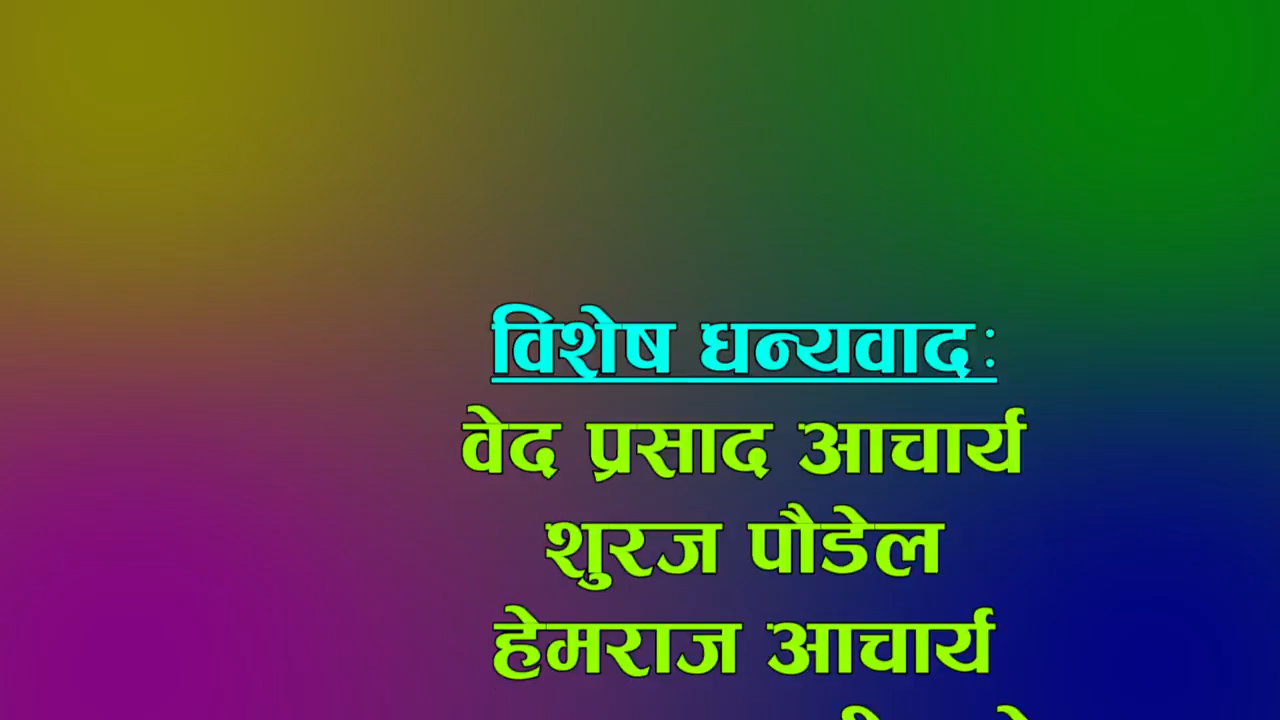 विशेष धन्यवादः
वेद प्रसाद आचार्य
शुरज पौडेल
हेमराज आचार्य